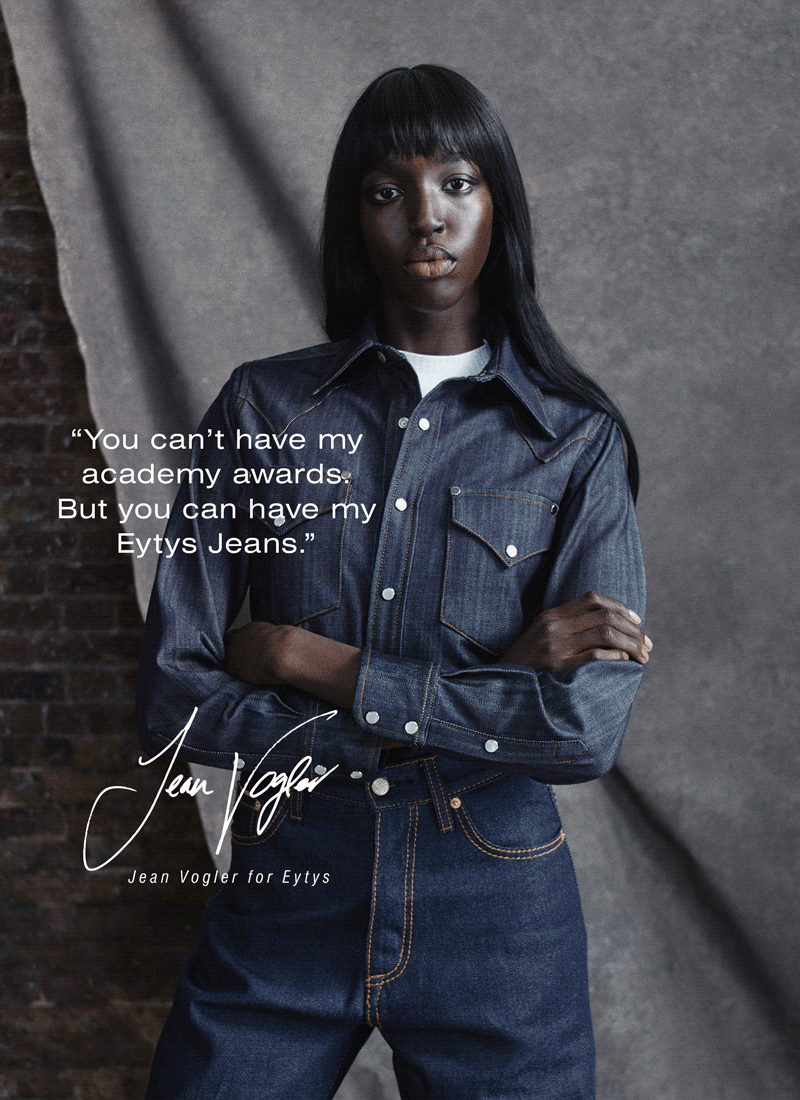 “You can’t have my
academy awards.
But you can have my
Eytys Jeans.”
Jean Vogler
Jean Vogler for Eytys